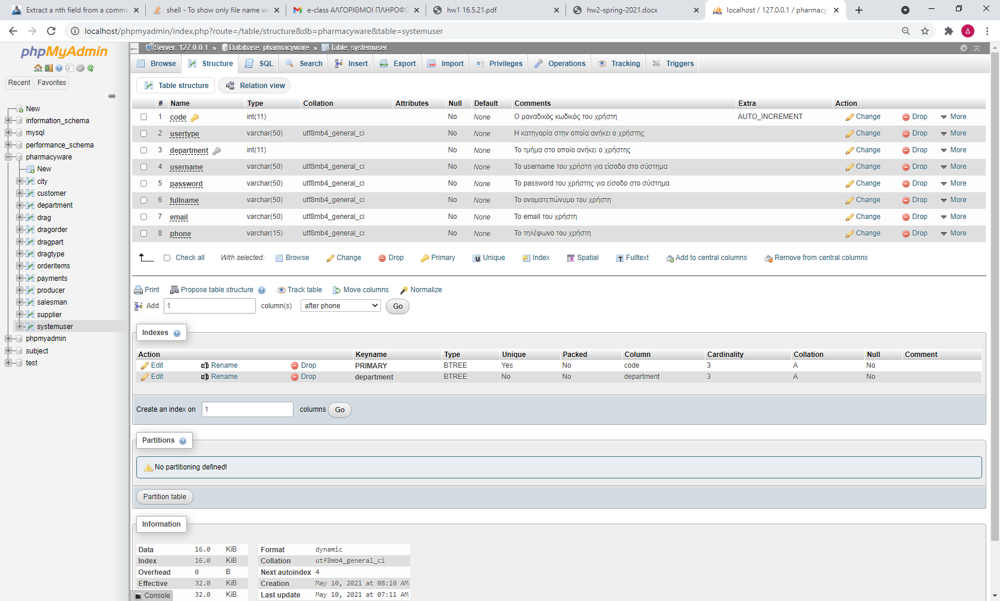 Extract a nth field from a comma
shell - To show only file name wi
e-class ΑΛΓΟΡΙΘΜΟΙ ΠΛΗΡΟΦΟ
hw1 16.5.21.pdf
hw2-spring-2021.docx
localhost / 127.0.0.1 / pharmacy
localhost/phpmyadmin/index.php?route=/table/structure&db=pharmacyware&table=systemuser
Δ
phpMyAdmin
Recent Favorites
New
information_schema
mysql
performance_schema
pharmacyware
New
city
customer
department
drag
dragorder
dragpart
dragtype
orderitems
payments
producer
salesman
supplier
systemuser
phpmyadmin
subject
test
Server: 127.0.0.1 » Database: pharmacyware » Table: systemuser
Browse Structure SQL Search Insert Export Import Privileges Operations Tracking Triggers
Table structure Relation view
# Name Type Collation Attributes Null Default Comments Extra Action
1 code int(11) No None Ο μοναδικός κωδικός του χρήστη AUTO_INCREMENT Change Drop More
2 usertype varchar(50) utf8mb4_general_ci No None Η κατηγορία στην οποία ανήκει ο χρήστης Change Drop More
3 department int(11) No None Το τμήμα στο οποίο ανήκει ο χρήστης Change Drop More
4 username varchar(50) utf8mb4_general_ci No None Το username του χρήστη για είσοδο στο σύστημα Change Drop More
5 password varchar(50) utf8mb4_general_ci No None Το password του χρήστης για είσοδο στο σύστημα Change Drop More
6 fullname varchar(50) utf8mb4_general_ci No None Το ονοματεπώνυμο του χρήστη Change Drop More
7 email varchar(50) utf8mb4_general_ci No None Το email του χρήστη Change Drop More
8 phone varchar(15) utf8mb4_general_ci No None Το τηλέφωνο του χρήστη Change Drop More
Check all With selected: Browse Change Drop Primary Unique Index Spatial Fulltext Add to central columns Remove from central columns
Print Propose table structure Track table Move columns Normalize
Add 1 column(s) after phone Go
Indexes
Action Keyname Type Unique Packed Column Cardinality Collation Null Comment
Edit Rename Drop PRIMARY BTREE Yes No code 3 A No
Edit Rename Drop department BTREE No No department 3 A No
Create an index on 1 columns Go
Partitions
No partitioning defined!
Partition table
Information
Data 16.0 KiB Format dynamic
Index 16.0 KiB Collation utf8mb4_general_ci
Overhead 0 B Next autoindex 4
Effective 32.0 KiB Creation May 10, 2021 at 08:10 AM
Console 32.0 KiB Last update May 10, 2021 at 07:11 AM